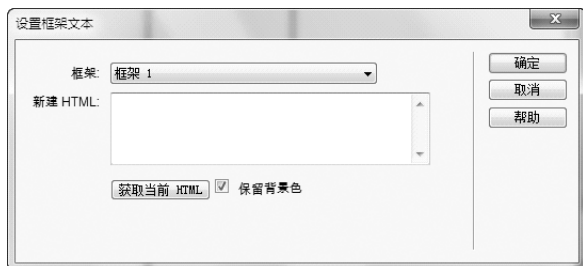 设置框架文本
x
框架: 框架 1
确定
新建 HTML:
取消
帮助
获取当前 HTML 保留背景色